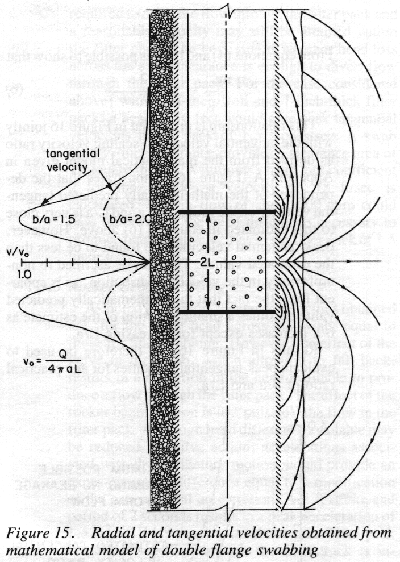 tangential
velocity
b/a = 1.5
b/a = 2.0
v/v₀
1.0
2L
v₀ = Q / 4πaL
Figure 15. Radial and tangential velocities obtained from
mathematical model of double flange swabbing